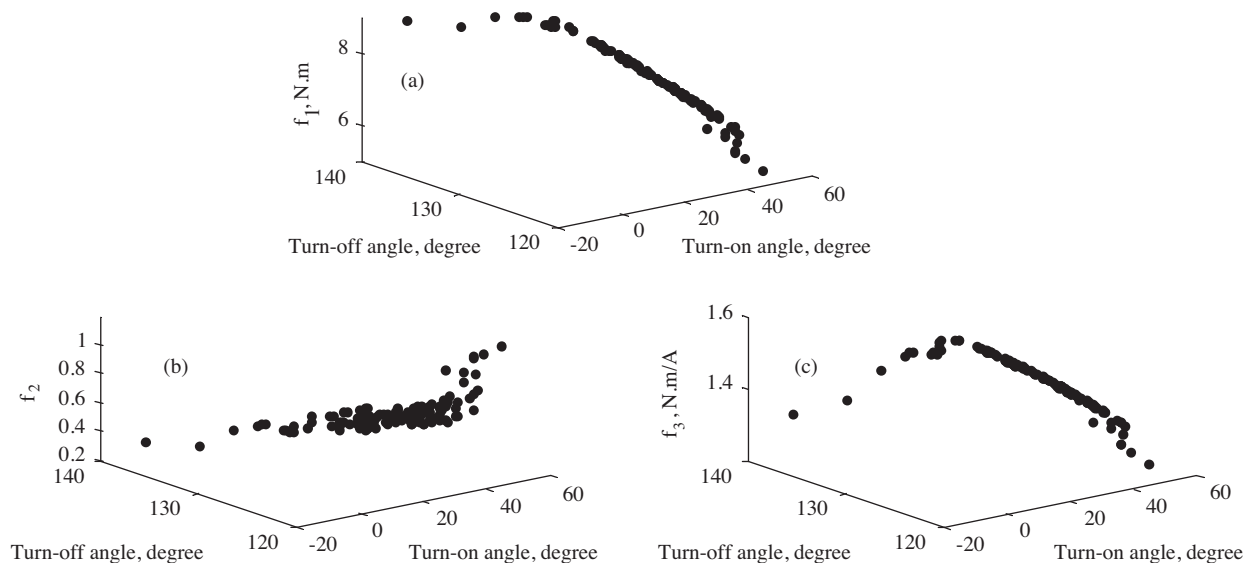 8
6
f1, N.m
(a)
140
130
120
Turn-off angle, degree
-20
0
20
40
60
Turn-on angle, degree
1
0.8
0.6
0.4
0.2
f2
(b)
140
130
120
Turn-off angle, degree
-20
0
20
40
60
Turn-on angle, degree
1.6
1.4
f3, N.m/A
(c)
140
130
120
Turn-off angle, degree
-20
0
20
40
60
Turn-on angle, degree